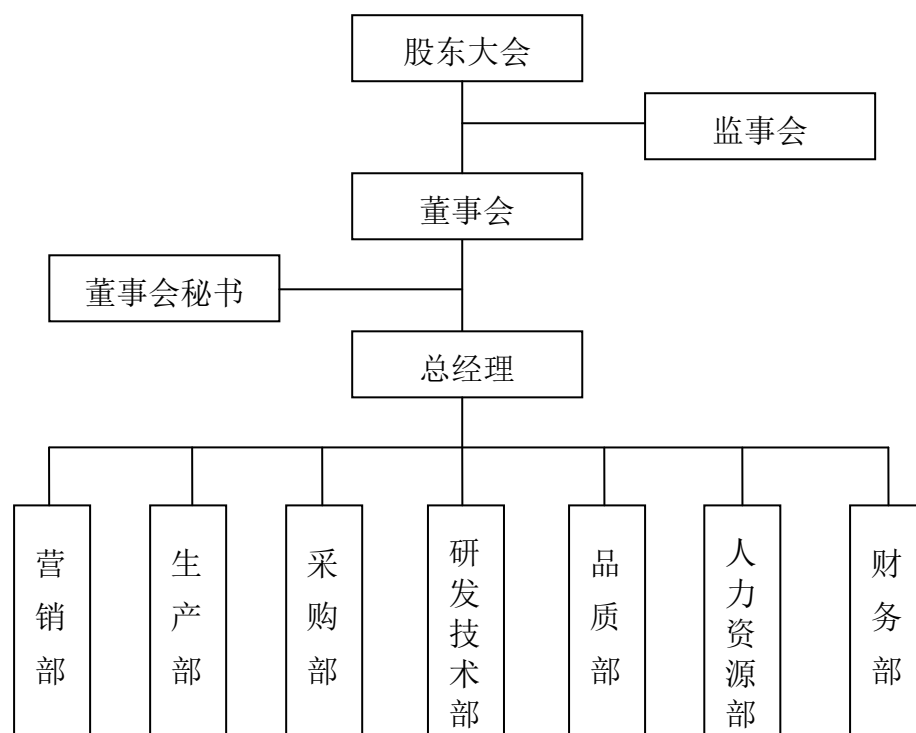 股东大会
监事会
董事会
董事会秘书
总经理
营销部
生产部
采购部
研发技术部
品质部
人力资源部
财务部